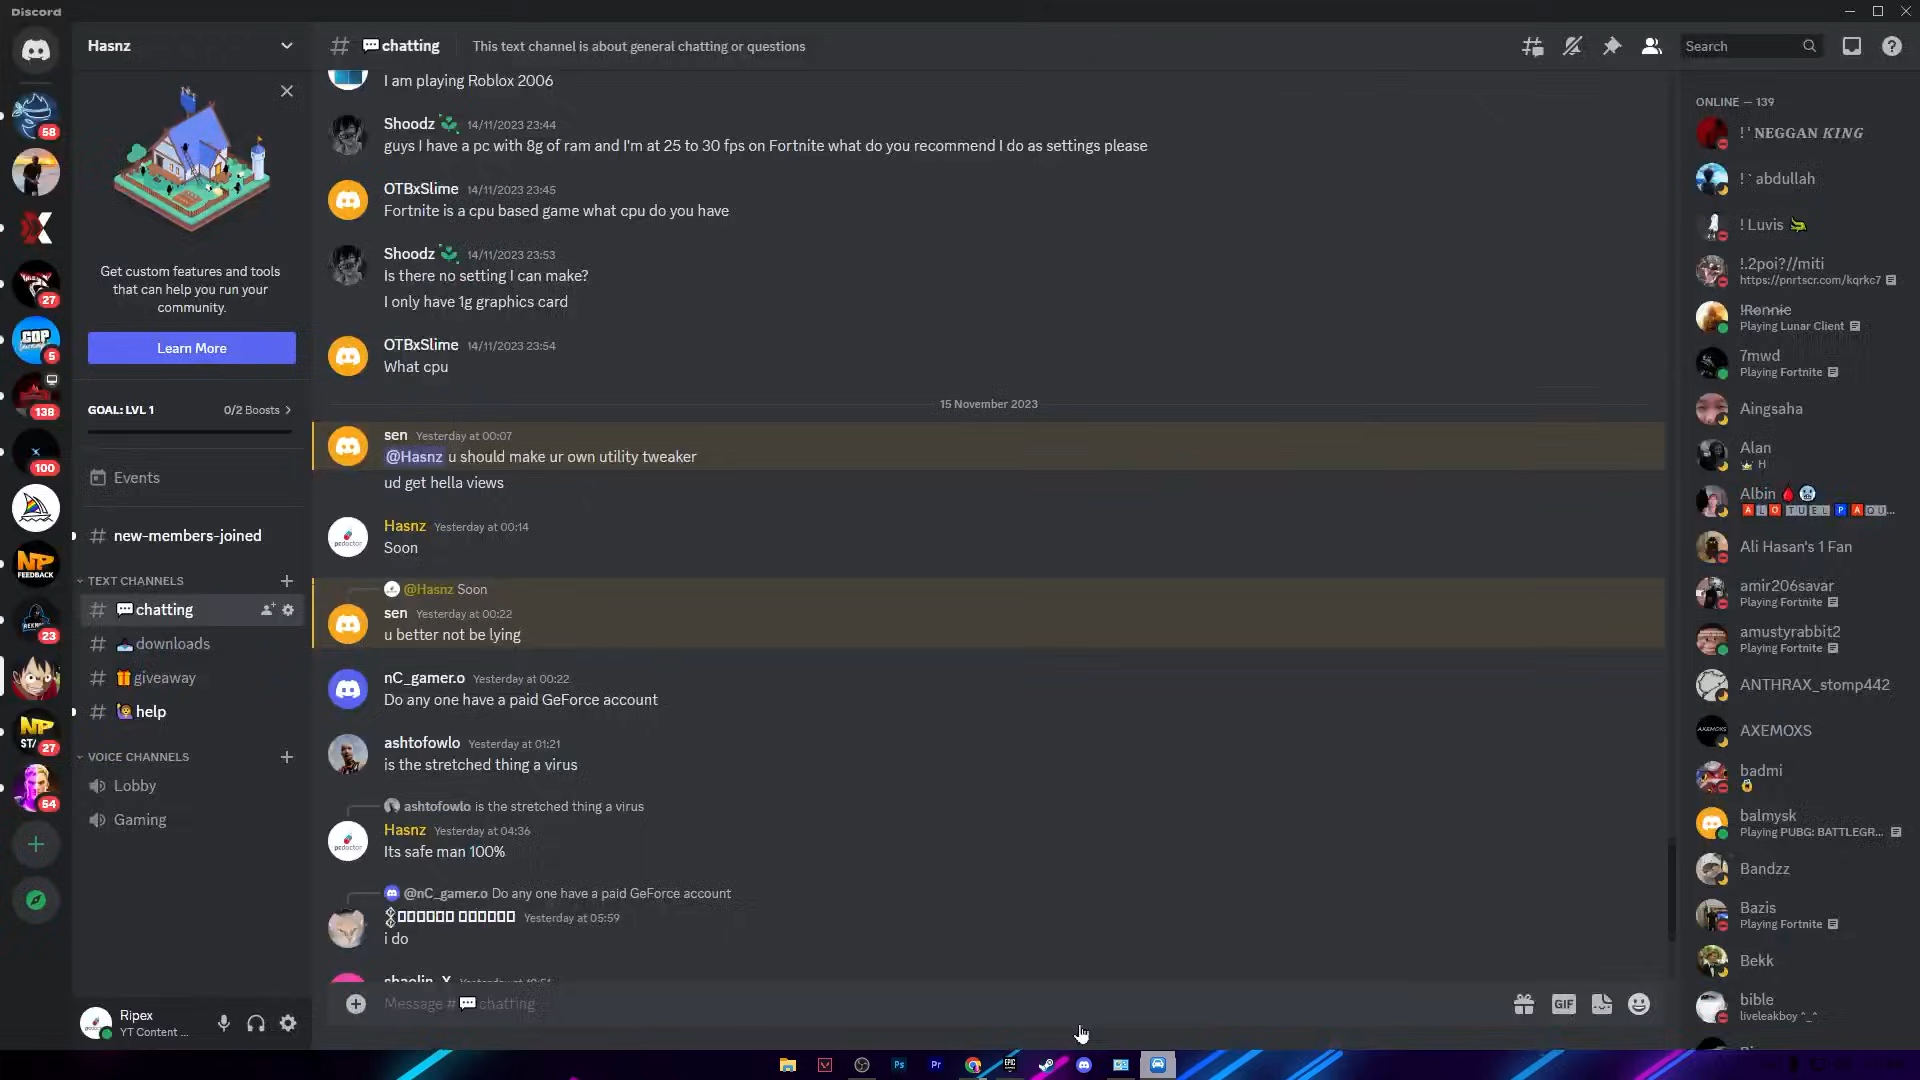 Discord
Hasnz
Get custom features and tools
that can help you run your
community.
Learn More
GOAL: LVL 1
0/2 Boosts
Events
new-members-joined
TEXT CHANNELS
chatting
downloads
giveaway
help
VOICE CHANNELS
Lobby
Gaming
Ripex
YT Content ...
58
27
COP
5
138
100
NP
FEEDBACK
23
NP
27
54
chatting
This text channel is about general chatting or questions
Search
I am playing Roblox 2006
Shoodz 14/11/2023 23:44
guys I have a pc with 8g of ram and I'm at 25 to 30 fps on Fortnite what do you recommend I do as settings please
OTBxSlime 14/11/2023 23:45
Fortnite is a cpu based game what cpu do you have
Shoodz 14/11/2023 23:53
Is there no setting I can make?
I only have 1g graphics card
OTBxSlime 14/11/2023 23:54
What cpu
15 November 2023
sen Yesterday at 00:07
@Hasnz u should make ur own utility tweaker
ud get hella views
Hasnz Yesterday at 00:14
Soon
@Hasnz Soon
sen Yesterday at 00:22
u better not be lying
nC_gamer.o Yesterday at 00:22
Do any one have a paid GeForce account
ashtofowlo Yesterday at 01:21
is the stretched thing a virus
ashtofowlo is the stretched thing a virus
Hasnz Yesterday at 04:36
Its safe man 100%
@nC_gamer.o Do any one have a paid GeForce account
Yesterday at 05:59
i do
Message # chatting
GIF
ONLINE — 139
! ' NEGGAN KING
! ` abdullah
! Luvis
!.2poi?//miti
https://pnrtscr.com/kqrkc7
Playing Lunar Client
7mwd
Playing Fortnite
Aingsaha
Alan
H
Albin
A L O T U E L P A Q U...
Ali Hasan's 1 Fan
amir206savar
Playing Fortnite
amustyrabbit2
Playing Fortnite
ANTHRAX_stomp442
AXEMOXS
badmi
balmysk
Playing PUBG: BATTLEGR...
Bandzz
Bazis
Playing Fortnite
Bekk
bible
liveleakboy ^_^
Ps
Pr
EPIC